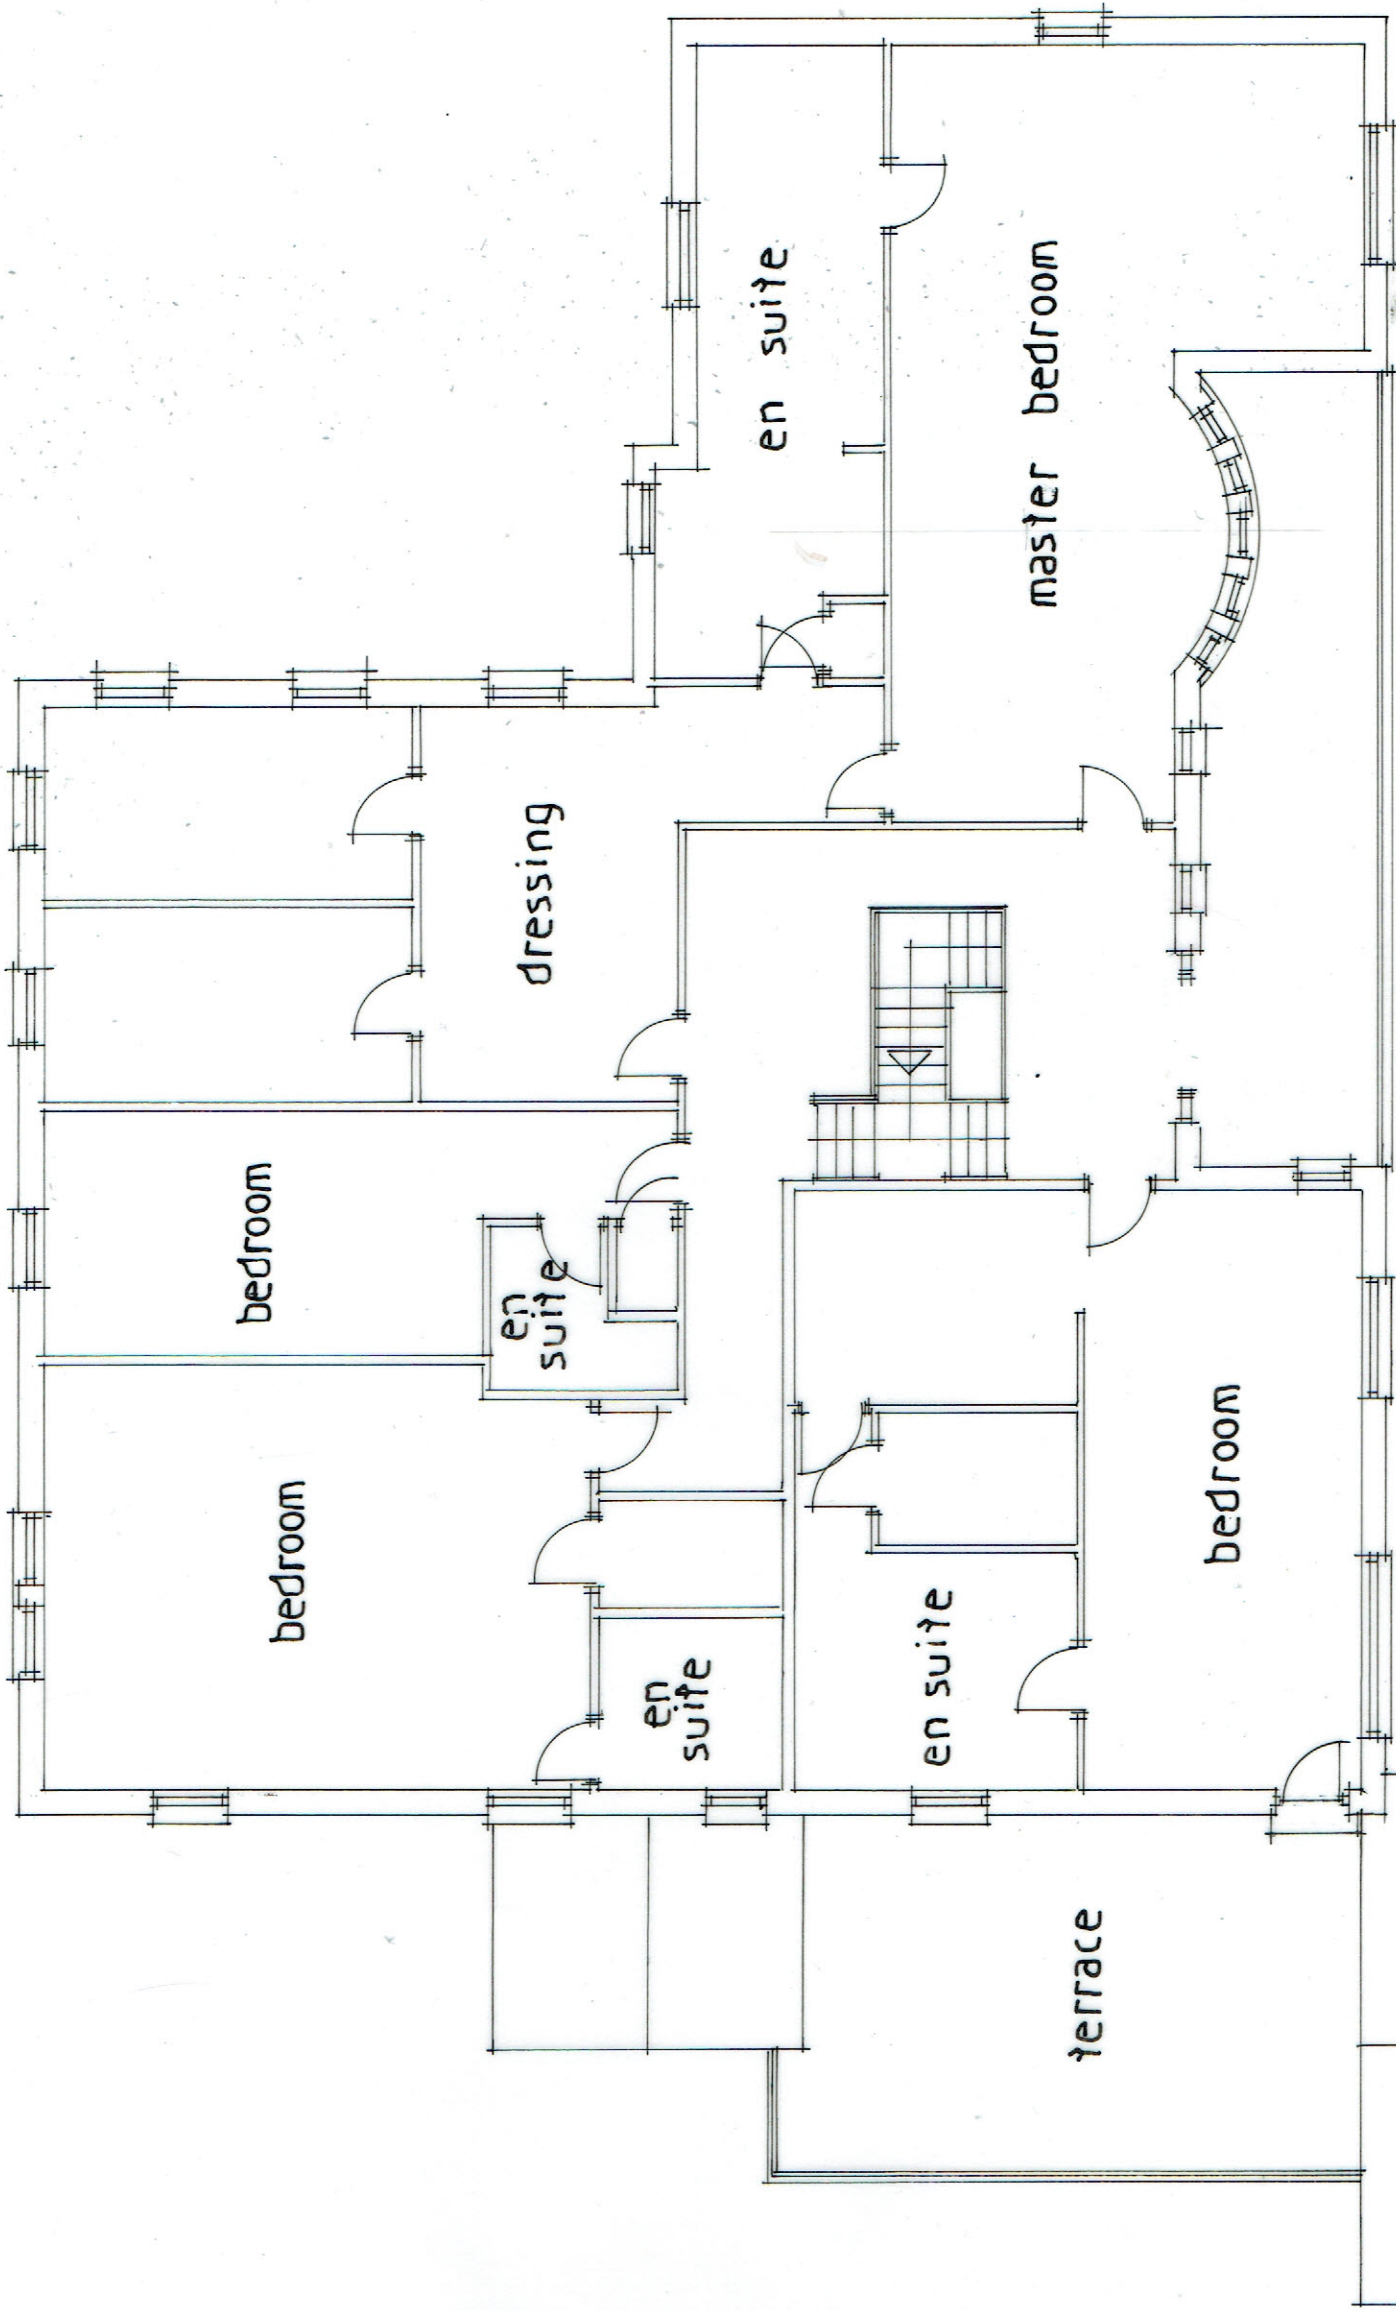 bedroom
bedroom
en
suite
en
suite
dressing
en suite
en suite
master bedroom
bedroom
terrace